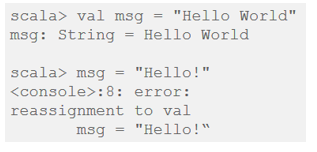 scala> val msg = "Hello World"
msg: String = Hello World
scala> msg = "Hello!"
<console>:8: error:
reassignment to val
msg = "Hello!“